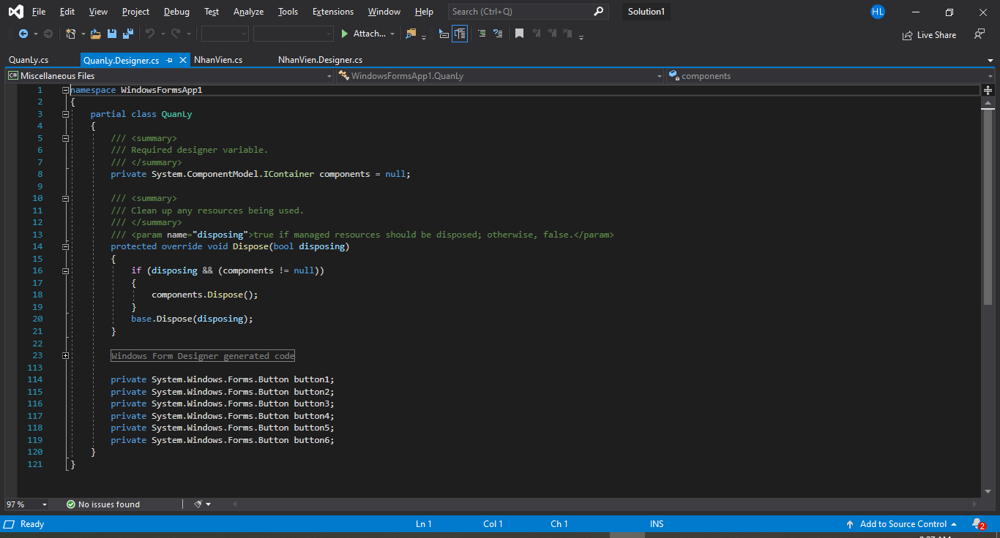 File Edit View Project Debug Test Analyze Tools Extensions Window Help Search (Ctrl+Q) Solution1 HL
Attach... Live Share
QuanLy.cs QuanLy.Designer.cs NhanVien.cs NhanVien.Designer.cs
C# Miscellaneous Files WindowsFormsApp1.QuanLy components
1 namespace WindowsFormsApp1
2 {
3 partial class QuanLy
4 {
5 /// <summary>
6 /// Required designer variable.
7 /// </summary>
8 private System.ComponentModel.IContainer components = null;
9
10 /// <summary>
11 /// Clean up any resources being used.
12 /// </summary>
13 /// <param name="disposing">true if managed resources should be disposed; otherwise, false.</param>
14 protected override void Dispose(bool disposing)
15 {
16 if (disposing && (components != null))
17 {
18 components.Dispose();
19 }
20 base.Dispose(disposing);
21 }
22
23 Windows Form Designer generated code
113
114 private System.Windows.Forms.Button button1;
115 private System.Windows.Forms.Button button2;
116 private System.Windows.Forms.Button button3;
117 private System.Windows.Forms.Button button4;
118 private System.Windows.Forms.Button button5;
119 private System.Windows.Forms.Button button6;
120 }
121 }
97 % No issues found
Ready Ln 1 Col 1 Ch 1 INS Add to Source Control 2